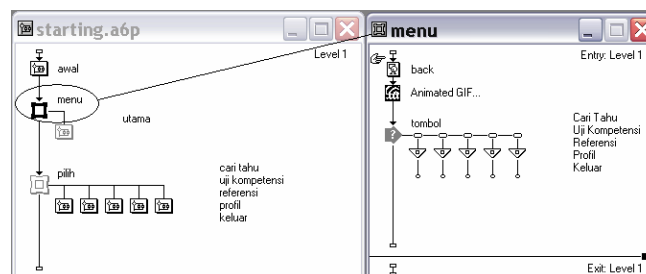 starting.a6p
Level 1
awal
menu
utama
pilih
cari tahu
uji kompetensi
referensi
profil
keluar
menu
Entry: Level 1
back
Animated GIF...
tombol
Cari Tahu
Uji Kompetensi
Referensi
Profil
Keluar
Exit: Level 1